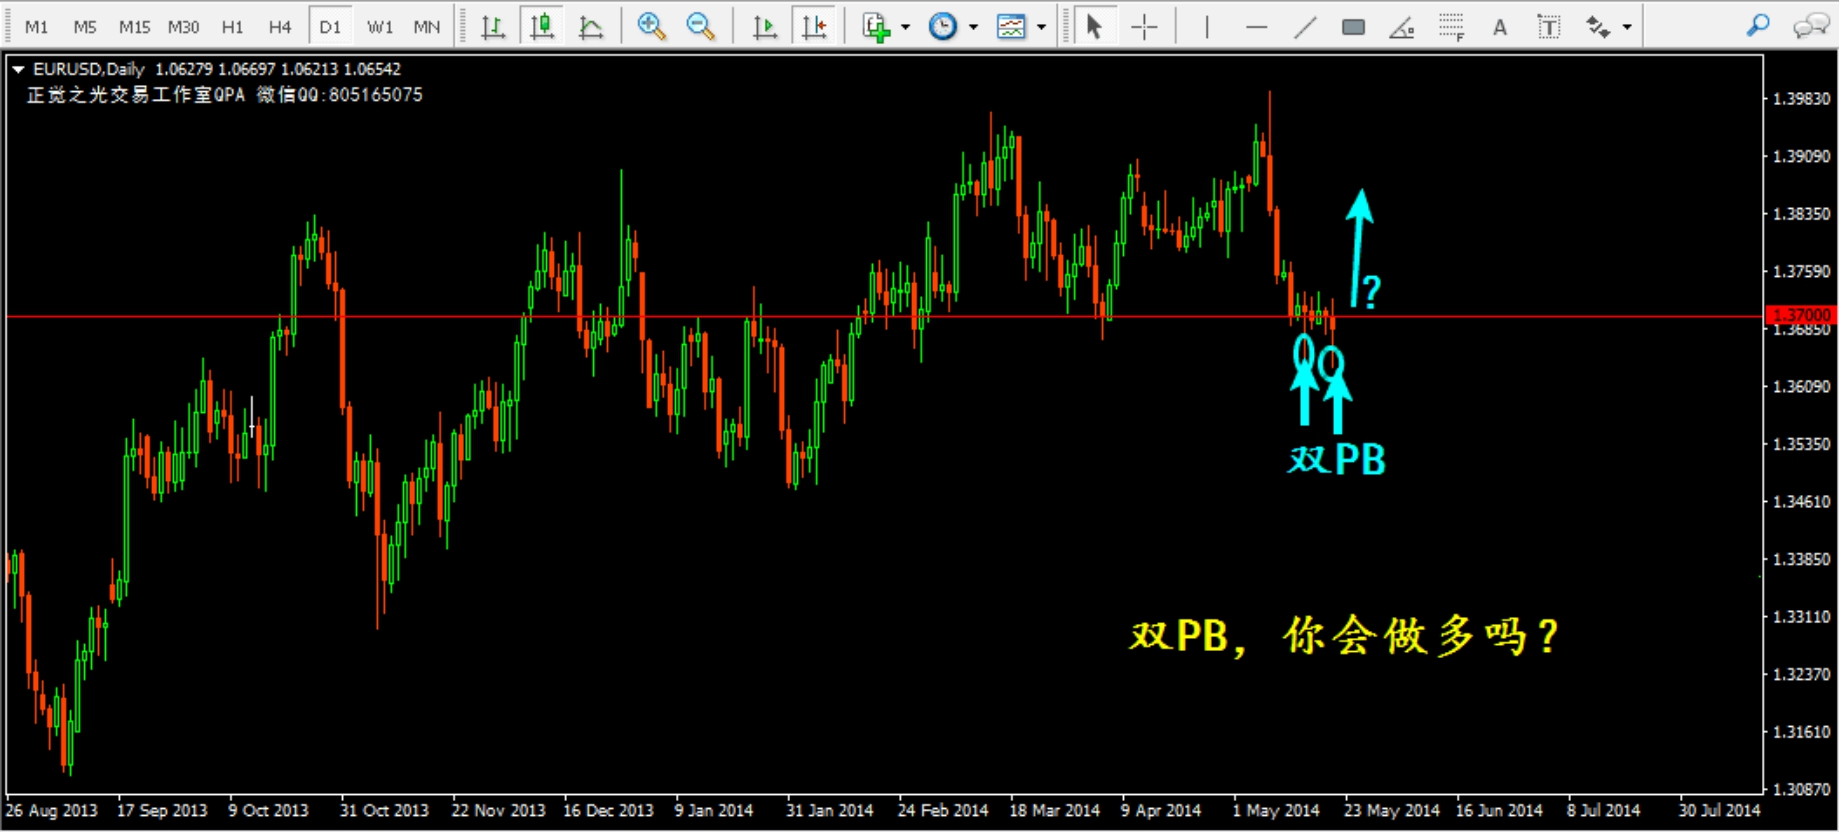 M1 M5 M15 M30 H1 H4 D1 W1 MN F A T
EURUSD,Daily 1.06279 1.06697 1.06213 1.06542
正觉之光交易工作室QPA 微信QQ:805165075
1.39830
1.39090
1.38350
1.37590
?
1.37000
1.36850
1.36090
1.35350
双PB
1.34610
1.33850
1.33110
双PB，你会做多吗？
1.32370
1.31610
1.30870
26 Aug 2013 17 Sep 2013 9 Oct 2013 31 Oct 2013 22 Nov 2013 16 Dec 2013 9 Jan 2014 31 Jan 2014 24 Feb 2014 18 Mar 2014 9 Apr 2014 1 May 2014 23 May 2014 16 Jun 2014 8 Jul 2014 30 Jul 2014